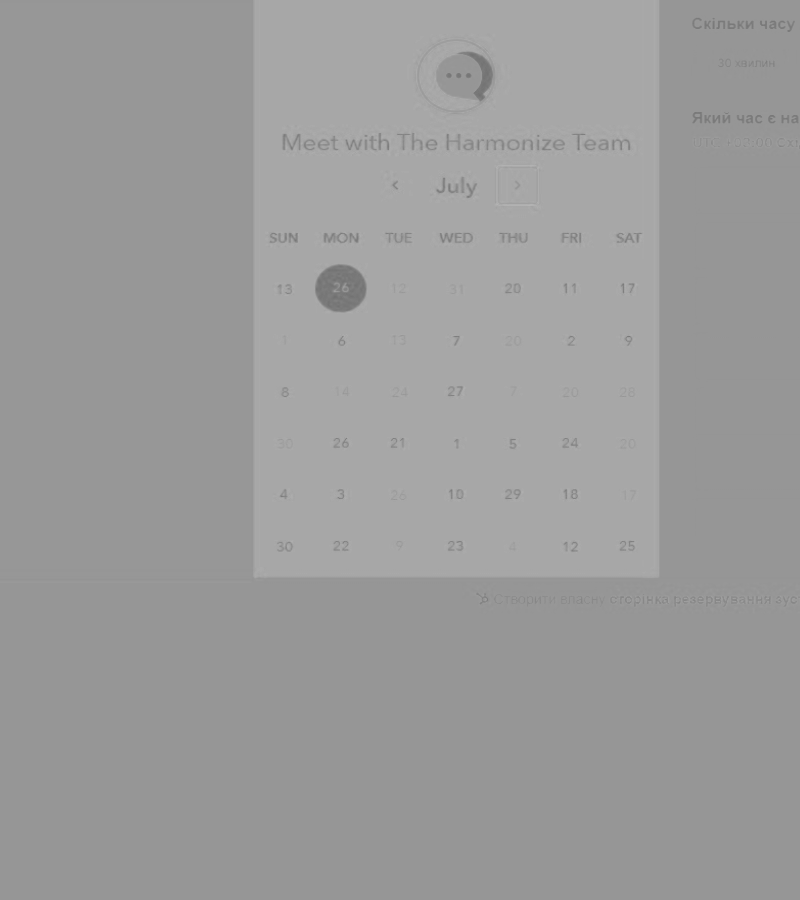 Meet with The Harmonize Team
July
SUN MON TUE WED THU FRI SAT
13 26 12 31 20 11 17
1 6 13 7 20 2 9
8 14 24 27 7 20 28
30 26 21 1 5 24 20
4 3 26 10 29 18 17
30 22 9 23 4 12 25
Скільки часу
30 хвилин
Який час є на
Створити власну сторінка резервування зус